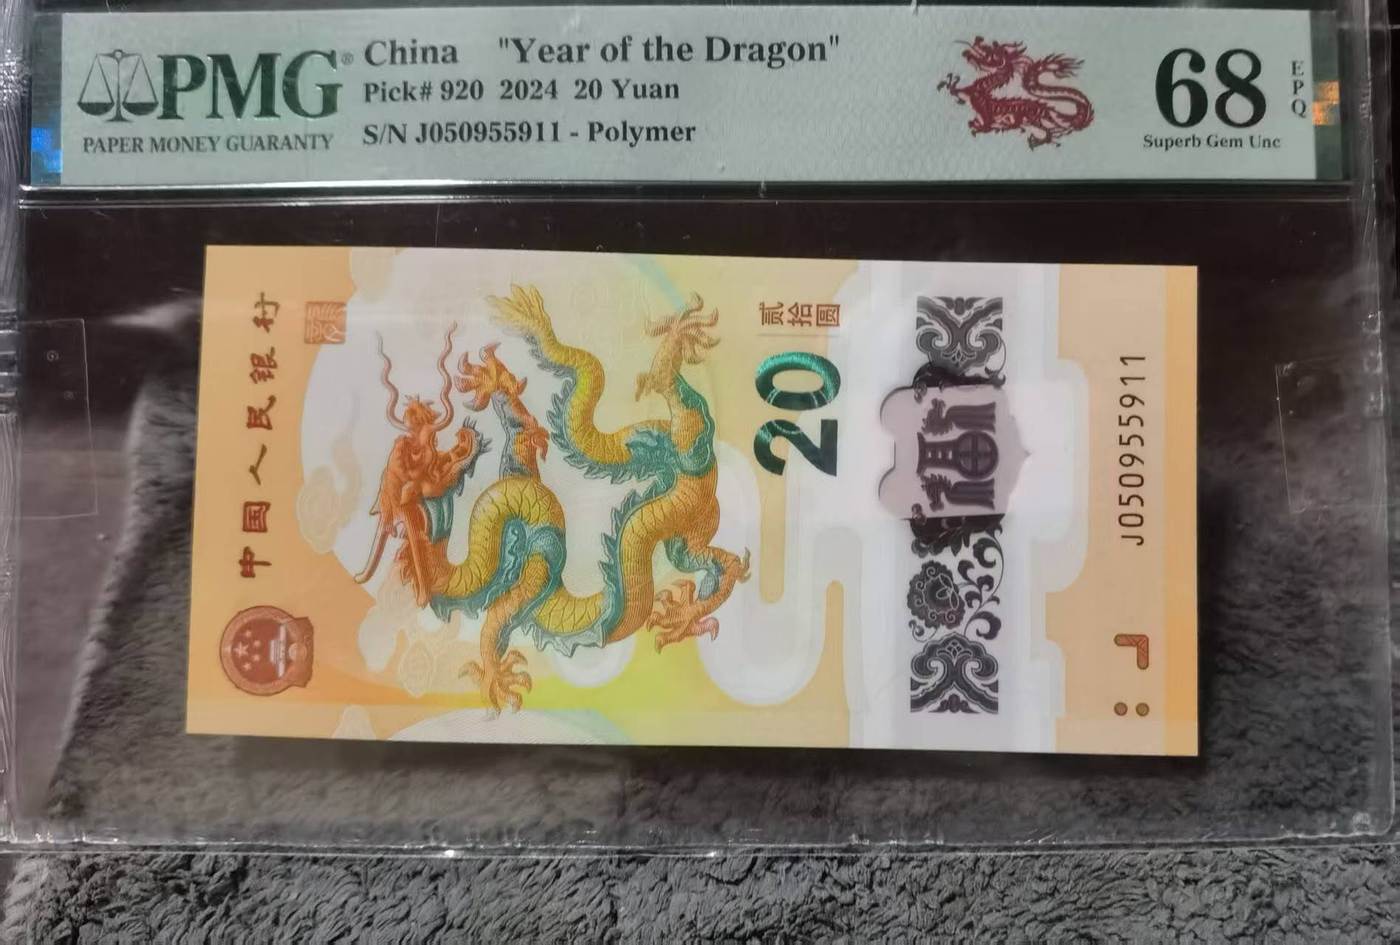 PMG®
PAPER MONEY GUARANTY
China "Year of the Dragon"
Pick# 920 2024 20 Yuan
S/N J050955911 - Polymer
68
EPQ
Superb Gem Unc
中国人民银行
贰拾圆
20
J050955911